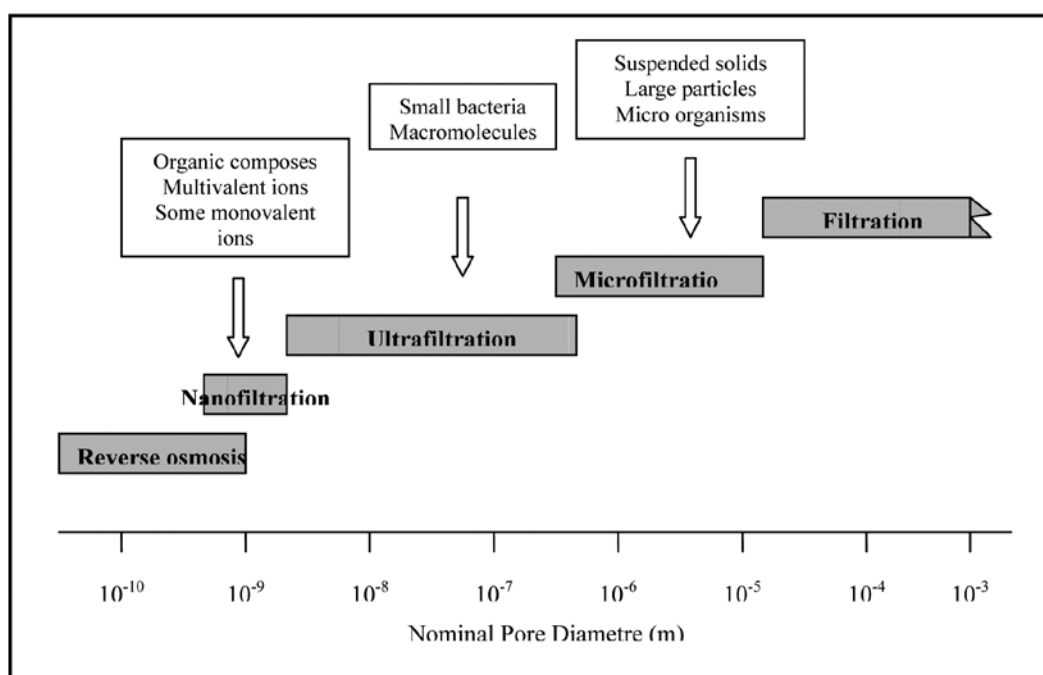 Suspended solids
Large particles
Micro organisms
Small bacteria
Macromolecules
Organic composes
Multivalent ions
Some monovalent
ions
Filtration
Microfiltratio
Ultrafiltration
Nanofiltration
Reverse osmosis
10⁻¹⁰ 10⁻⁹ 10⁻⁸ 10⁻⁷ 10⁻⁶ 10⁻⁵ 10⁻⁴ 10⁻³
Nominal Pore Diametre (m)